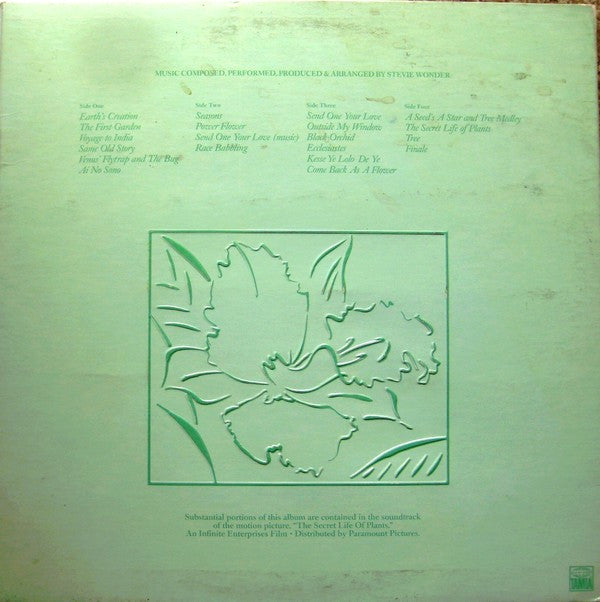 MUSIC COMPOSED, PERFORMED, PRODUCED & ARRANGED BY STEVIE WONDER
Side One
Earth's Creation
The First Garden
Voyage to India
Same Old Story
Venus' Flytrap and The Bug
Ai No Sono
Side Two
Seasons
Power Flower
Send One Your Love (music)
Race Babbling
Side Three
Send One Your Love
Outside My Window
Black Orchid
Ecclesiastes
Kesse Ye Lolo De Ye
Come Back As A Flower
Side Four
A Seed's A Star and Tree Medley
The Secret Life of Plants
Tree
Finale
Substantial portions of this album are contained in the soundtrack
of the motion picture, "The Secret Life Of Plants."
An Infinite Enterprises Film • Distributed by Paramount Pictures.
TAMLA